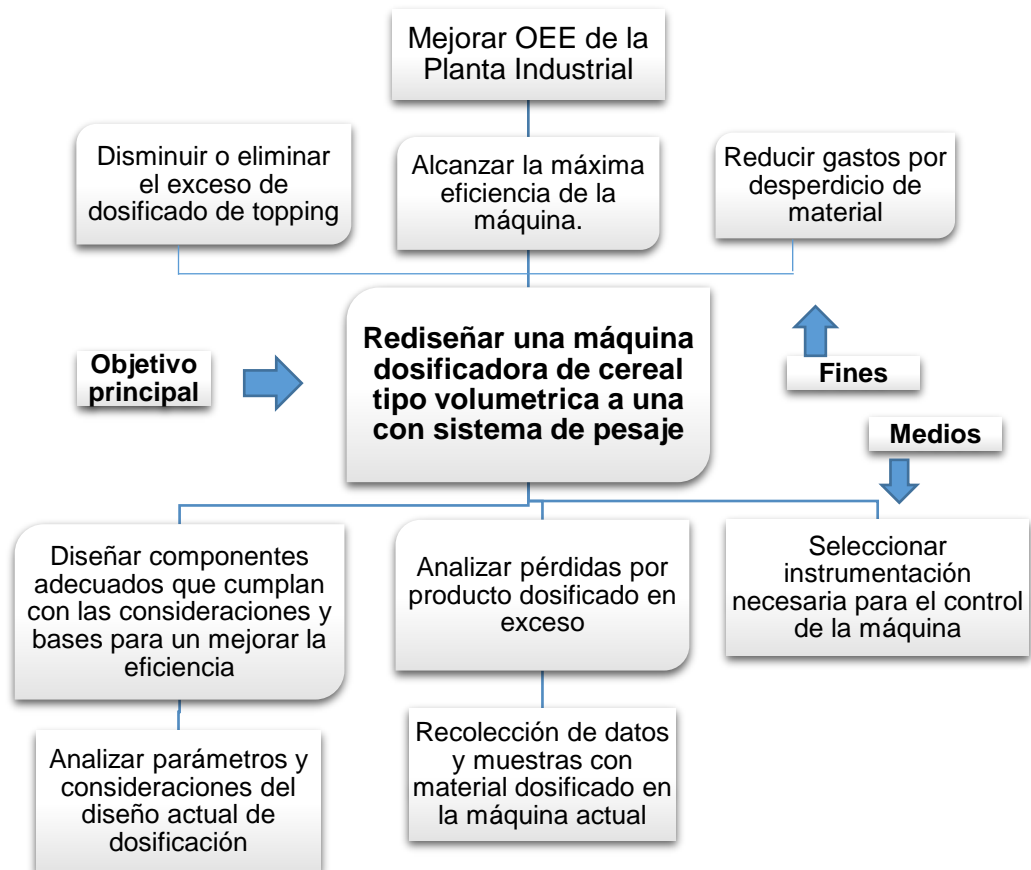 Mejorar OEE de la
Planta Industrial
Disminuir o eliminar
el exceso de
dosificado de topping
Alcanzar la máxima
eficiencia de la
máquina.
Reducir gastos por
desperdicio de
material
Objetivo
principal
Rediseñar una máquina
dosificadora de cereal
tipo volumetrica a una
con sistema de pesaje
Fines
Medios
Diseñar componentes
adecuados que cumplan
con las consideraciones y
bases para un mejorar la
eficiencia
Analizar pérdidas por
producto dosificado en
exceso
Seleccionar
instrumentación
necesaria para el control
de la máquina
Analizar parámetros y
consideraciones del
diseño actual de
dosificación
Recolección de datos
y muestras con
material dosificado en
la máquina actual